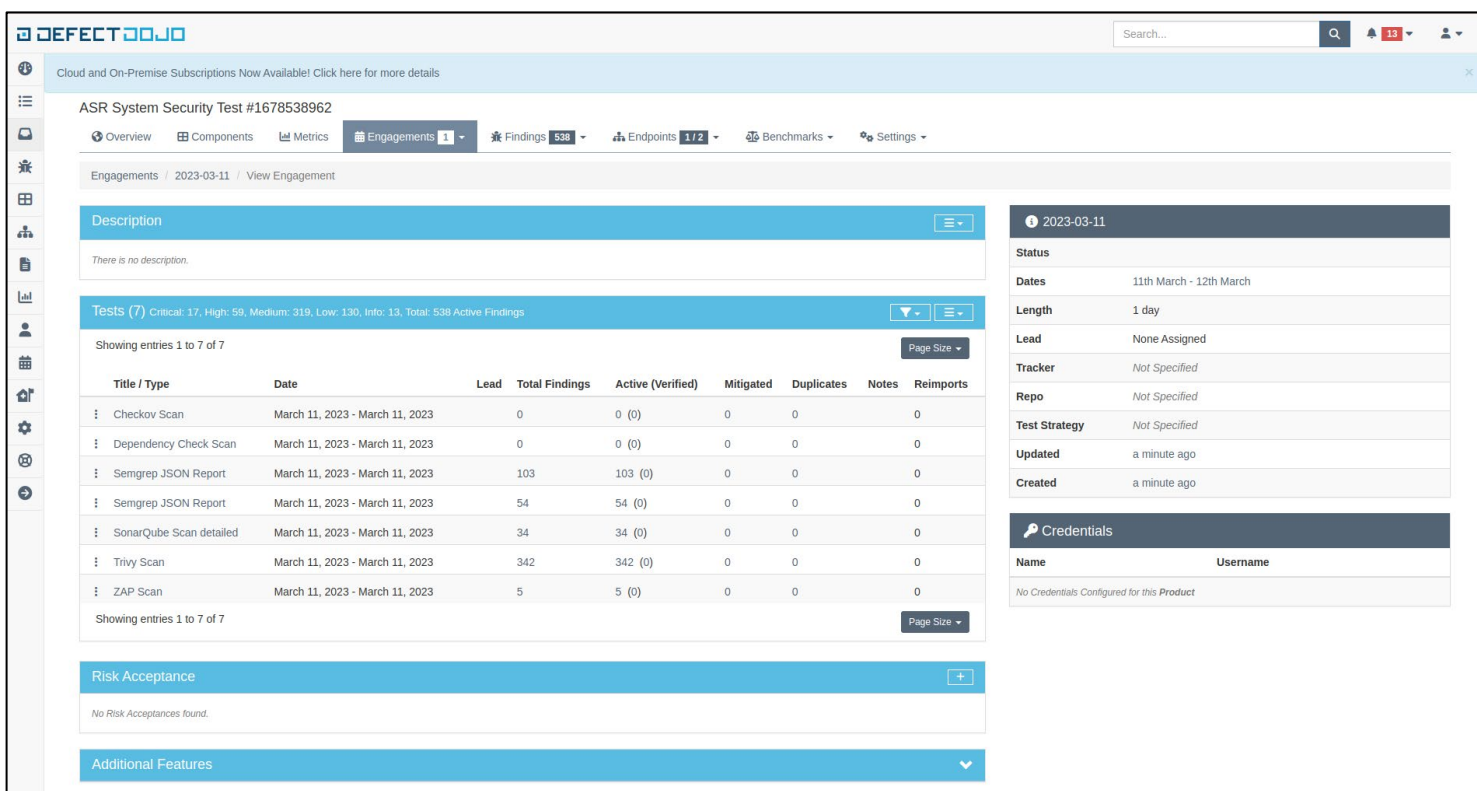 DEFECTDOJO
Search...
13
Cloud and On-Premise Subscriptions Now Available! Click here for more details
×
ASR System Security Test #1678538962
Overview Components Metrics Engagements 1 Findings 538 Endpoints 1 / 2 Benchmarks Settings
Engagements / 2023-03-11 / View Engagement
Description
There is no description.
Tests (7) Critical: 17, High: 59, Medium: 319, Low: 130, Info: 13, Total: 538 Active Findings
Showing entries 1 to 7 of 7
Page Size
Title / Type Date Lead Total Findings Active (Verified) Mitigated Duplicates Notes Reimports
Checkov Scan March 11, 2023 - March 11, 2023 0 0 (0) 0 0 0
Dependency Check Scan March 11, 2023 - March 11, 2023 0 0 (0) 0 0 0
Semgrep JSON Report March 11, 2023 - March 11, 2023 103 103 (0) 0 0 0
Semgrep JSON Report March 11, 2023 - March 11, 2023 54 54 (0) 0 0 0
SonarQube Scan detailed March 11, 2023 - March 11, 2023 34 34 (0) 0 0 0
Trivy Scan March 11, 2023 - March 11, 2023 342 342 (0) 0 0 0
ZAP Scan March 11, 2023 - March 11, 2023 5 5 (0) 0 0 0
Showing entries 1 to 7 of 7
Page Size
Risk Acceptance
No Risk Acceptances found.
Additional Features
2023-03-11
Status
Dates 11th March - 12th March
Length 1 day
Lead None Assigned
Tracker Not Specified
Repo Not Specified
Test Strategy Not Specified
Updated a minute ago
Created a minute ago
Credentials
Name Username
No Credentials Configured for this Product